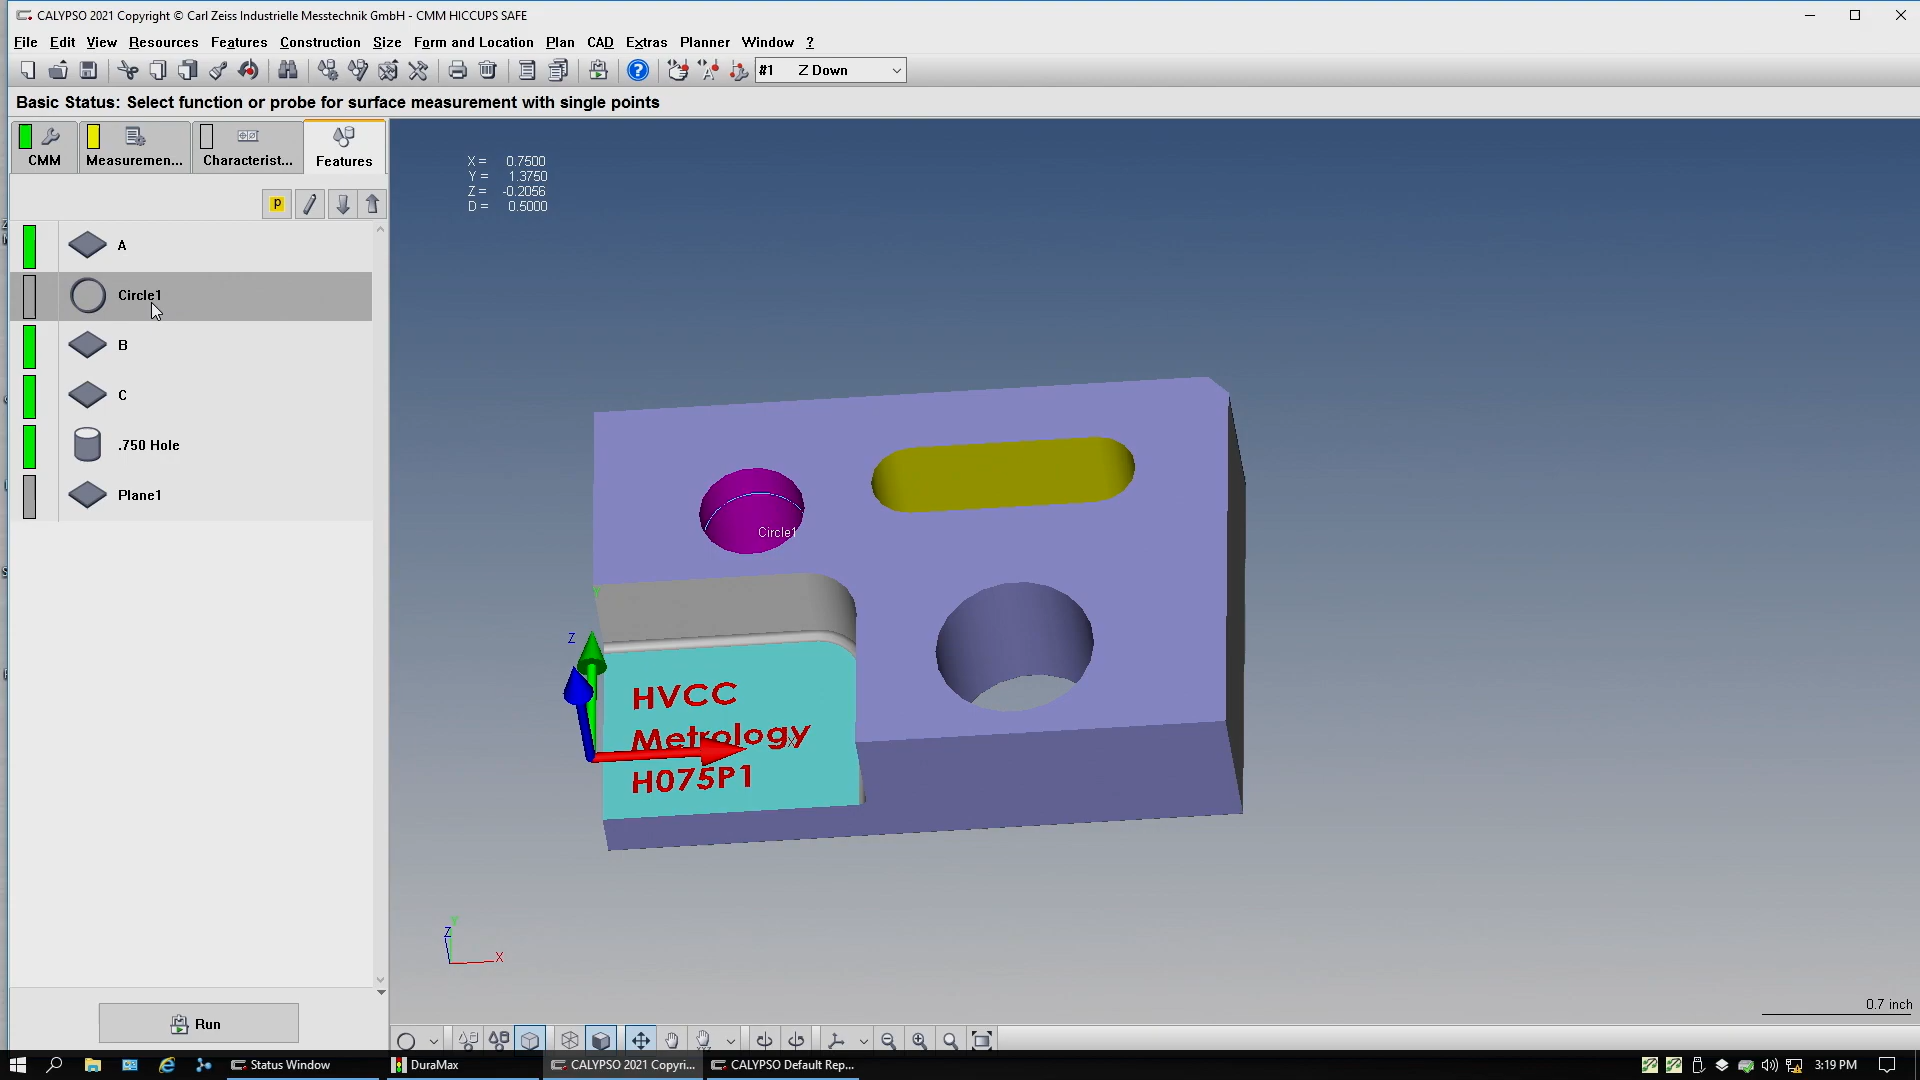 CALYPSO 2021 Copyright © Carl Zeiss Industrielle Messtechnik GmbH - CMM HICCUPS SAFE
File Edit View Resources Features Construction Size Form and Location Plan CAD Extras Planner Window ?
#1 Z Down
Basic Status: Select function or probe for surface measurement with single points
CMM Measuremen... Characterist... Features
p
A
Circle1
B
C
.750 Hole
Plane1
X = 0.7500
Y = 1.3750
Z = -0.2056
D = 0.5000
Circle1
Y
Z
HVCC
Metrology
X
H075P1
Y
Z
X
0.7 inch
Run
Status Window DuraMax CALYPSO 2021 Copyri... CALYPSO Default Rep... 3:19 PM